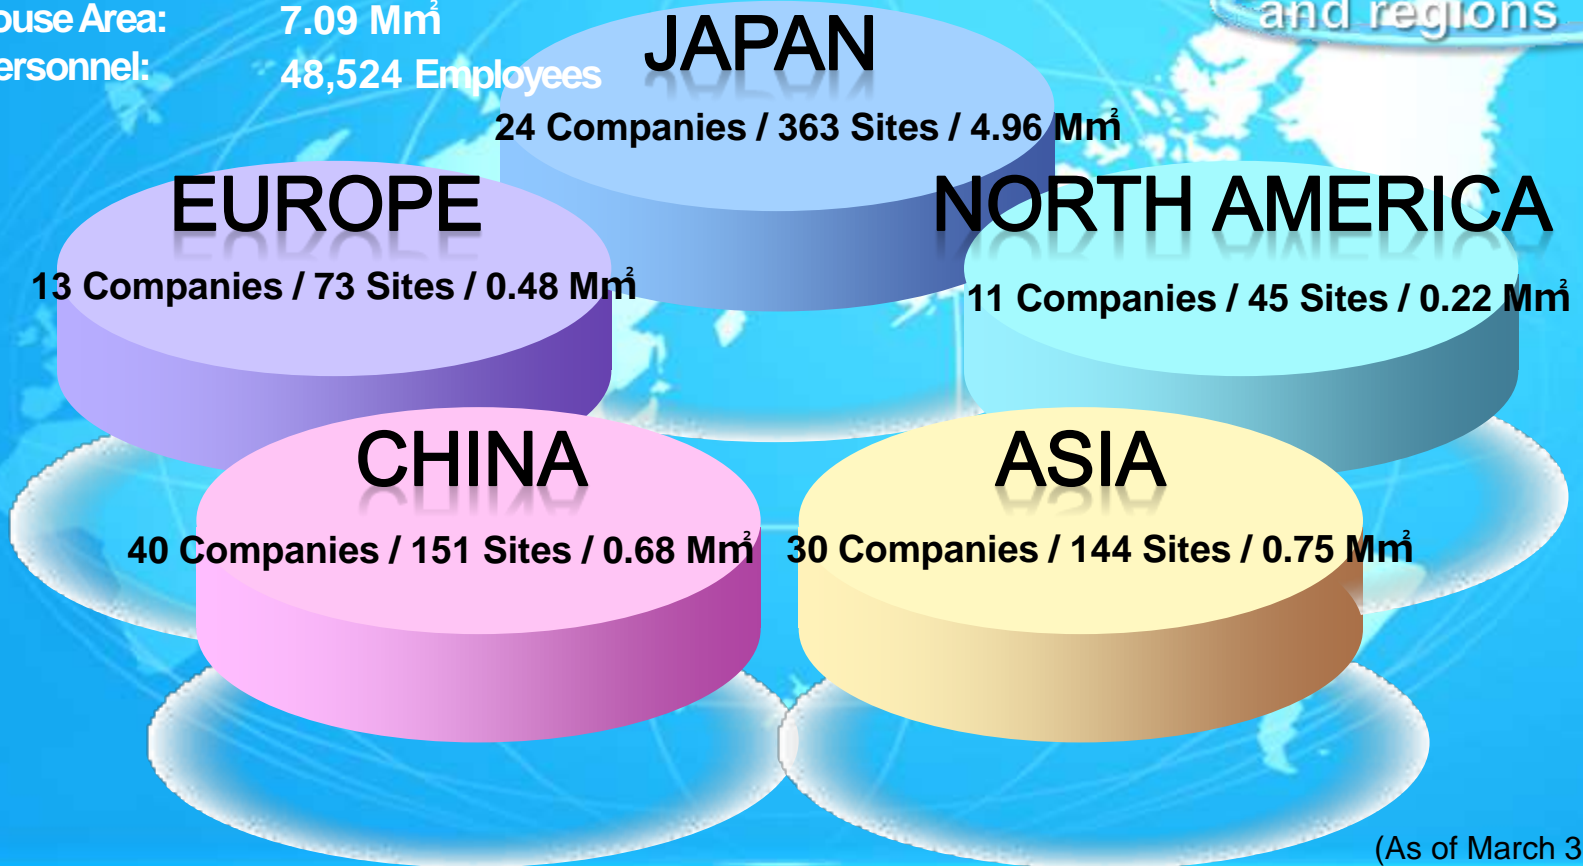 ouse Area: 7.09 Mm²
ersonnel: 48,524 Employees
and regions
JAPAN
24 Companies / 363 Sites / 4.96 Mm²
EUROPE
13 Companies / 73 Sites / 0.48 Mm²
NORTH AMERICA
11 Companies / 45 Sites / 0.22 Mm²
CHINA
40 Companies / 151 Sites / 0.68 Mm²
ASIA
30 Companies / 144 Sites / 0.75 Mm²
(As of March 3